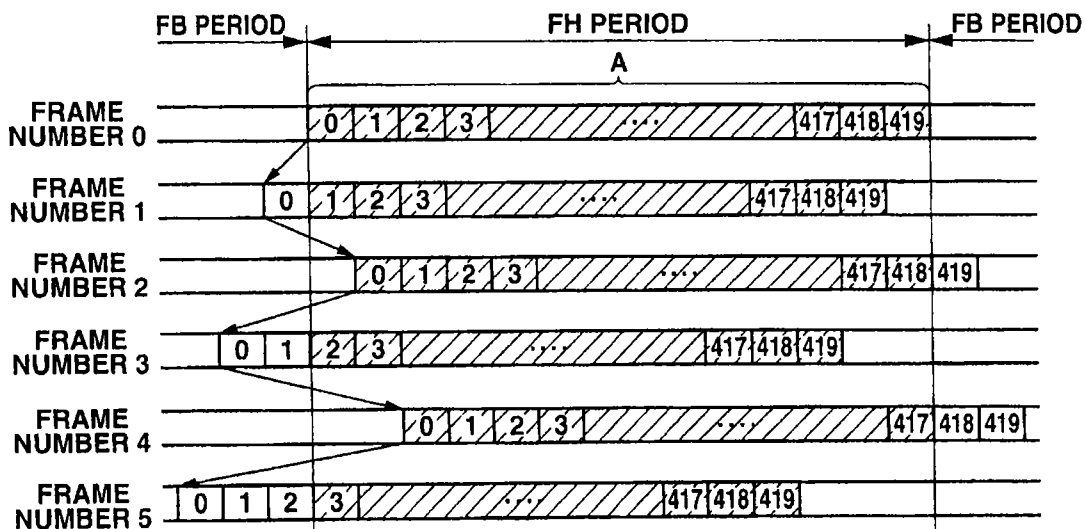 FB PERIOD FH PERIOD FB PERIOD
A
FRAME NUMBER 0 0 1 2 3 .... 417 418 419
FRAME NUMBER 1 0 1 2 3 .... 417 418 419
FRAME NUMBER 2 0 1 2 3 .... 417 418 419
FRAME NUMBER 3 0 1 2 3 .... 417 418 419
FRAME NUMBER 4 0 1 2 3 .... 417 418 419
FRAME NUMBER 5 0 1 2 3 .... 417 418 419